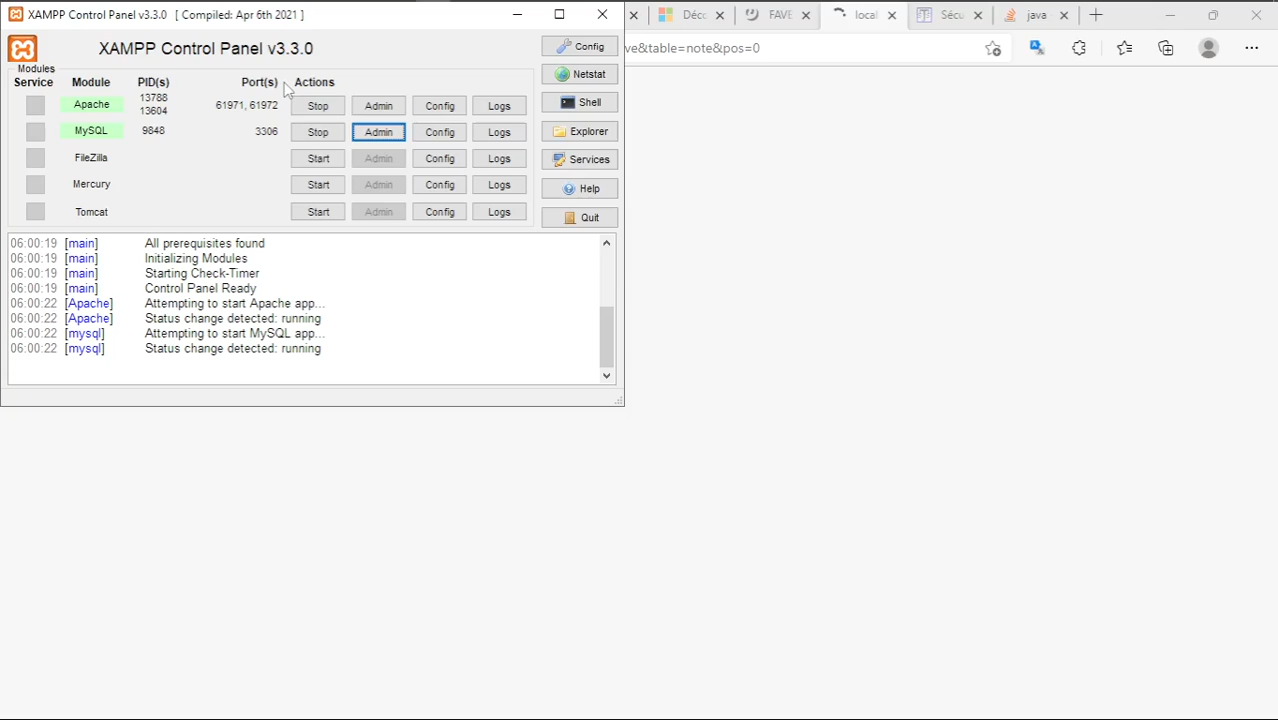 XAMPP Control Panel v3.3.0 [ Compiled: Apr 6th 2021 ]
Déco
FAVE
local
Sécu
java -
XAMPP Control Panel v3.3.0
Config
ve&table=note&pos=0
Modules
Service Module PID(s) Port(s) Actions
Netstat
Apache 13788 13604 61971, 61972 Stop Admin Config Logs
Shell
MySQL 9848 3306 Stop Admin Config Logs
Explorer
FileZilla Start Admin Config Logs
Services
Mercury Start Admin Config Logs
Help
Tomcat Start Admin Config Logs
Quit
06:00:19 [main] All prerequisites found
06:00:19 [main] Initializing Modules
06:00:19 [main] Starting Check-Timer
06:00:19 [main] Control Panel Ready
06:00:22 [Apache] Attempting to start Apache app...
06:00:22 [Apache] Status change detected: running
06:00:22 [mysql] Attempting to start MySQL app...
06:00:22 [mysql] Status change detected: running